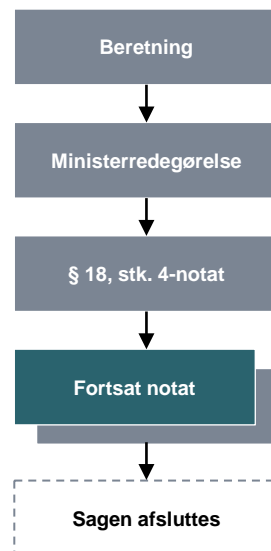 Beretning
Ministerredegørelse
§ 18, stk. 4-notat
Fortsat notat
Sagen afsluttes